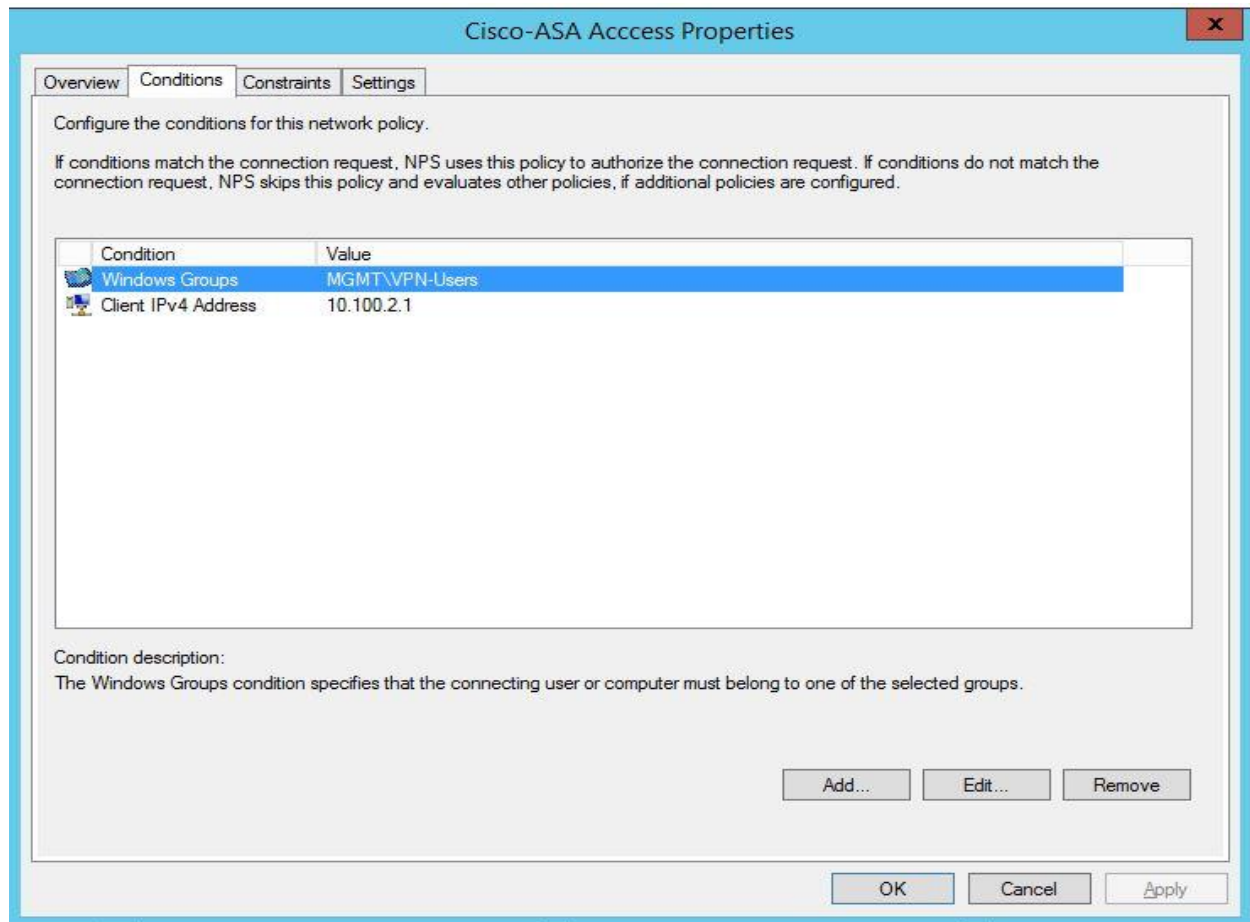 Cisco-ASA Acccess Properties
x
Overview Conditions Constraints Settings
Configure the conditions for this network policy.
If conditions match the connection request, NPS uses this policy to authorize the connection request. If conditions do not match the
connection request, NPS skips this policy and evaluates other policies, if additional policies are configured.
Condition Value
Windows Groups MGMT\VPN-Users
Client IPv4 Address 10.100.2.1
Condition description:
The Windows Groups condition specifies that the connecting user or computer must belong to one of the selected groups.
Add... Edit... Remove
OK Cancel Apply